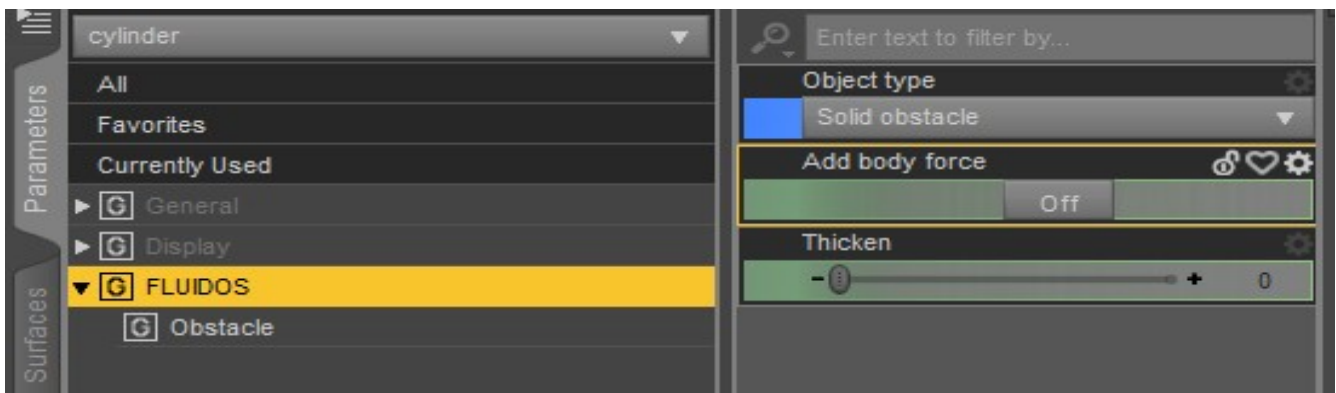 Parameters
Surfaces
cylinder
All
Favorites
Currently Used
G General
G Display
G FLUIDOS
G Obstacle
Enter text to filter by...
Object type
Solid obstacle
Add body force
Off
Thicken
- + 0